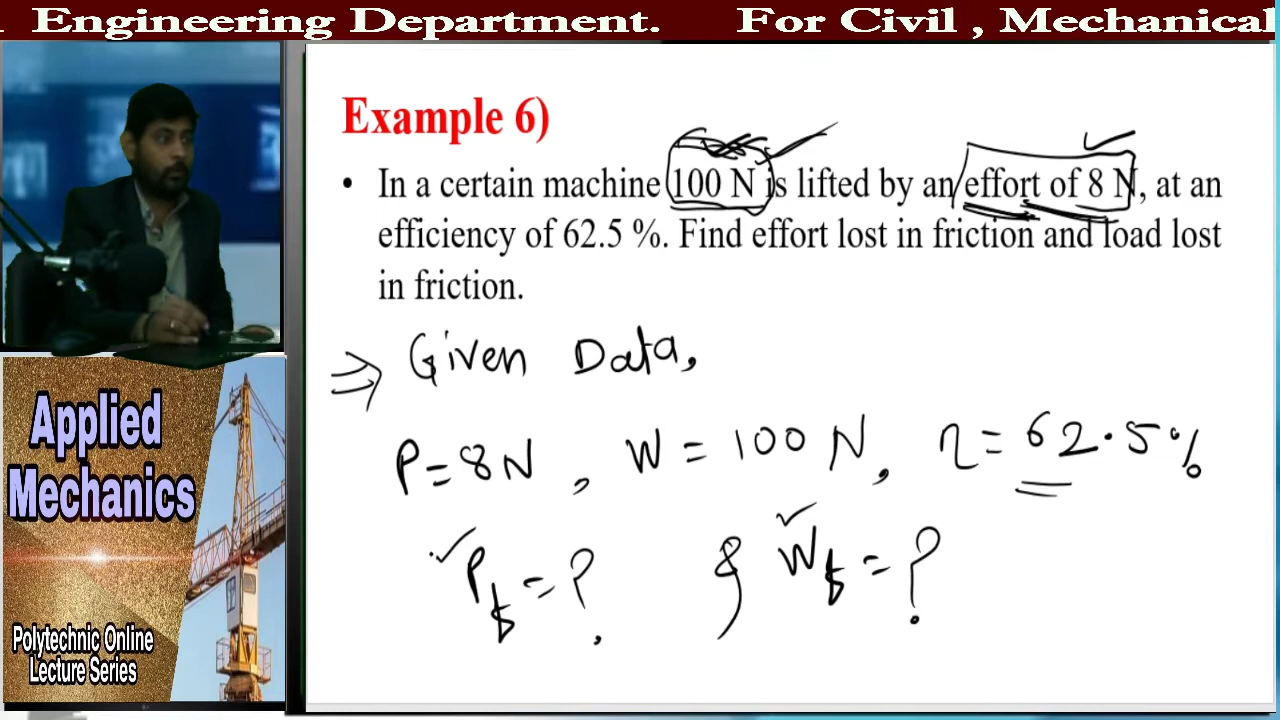 Engineering Department. For Civil , Mechanical
Example 6)
• In a certain machine 100 N is lifted by an effort of 8 N, at an
efficiency of 62.5 %. Find effort lost in friction and load lost
in friction.
⇒ Given Data,
P = 8N , W = 100 N, η = 62.5%
✓ Pf = ? & ✓ Wf = ?
Applied
Mechanics
Polytechnic Online
Lecture Series